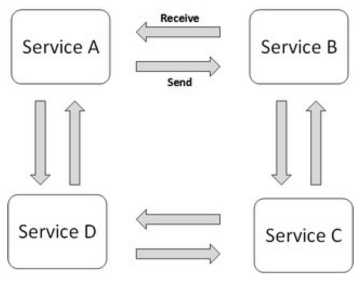 Receive
Service A
Service B
Send
Service D
Service C